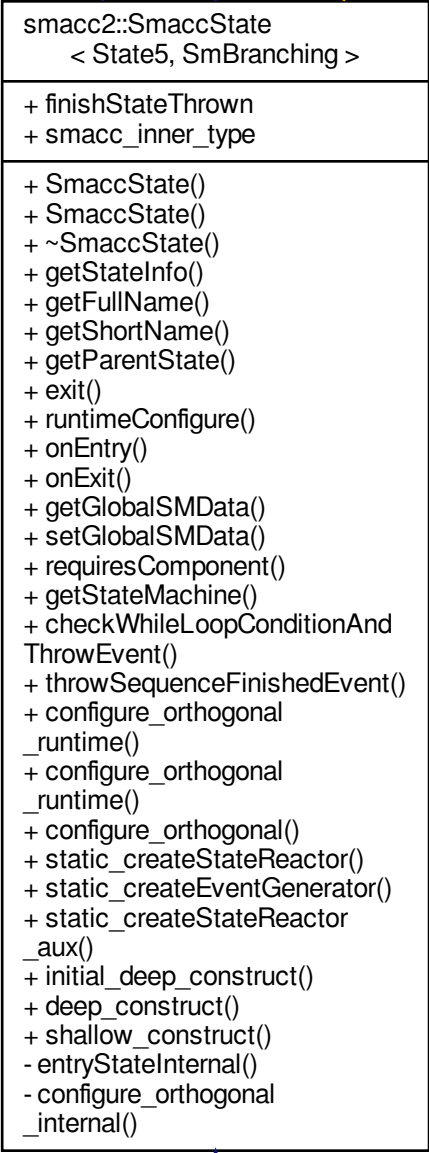 smacc2::SmaccState
< State5, SmBranching >
+ finishStateThrown
+ smacc_inner_type
+ SmaccState()
+ SmaccState()
+ ~SmaccState()
+ getStateInfo()
+ getFullName()
+ getShortName()
+ getParentState()
+ exit()
+ runtimeConfigure()
+ onEntry()
+ onExit()
+ getGlobalSMData()
+ setGlobalSMData()
+ requiresComponent()
+ getStateMachine()
+ checkWhileLoopConditionAnd
ThrowEvent()
+ throwSequenceFinishedEvent()
+ configure_orthogonal
_runtime()
+ configure_orthogonal
_runtime()
+ configure_orthogonal()
+ static_createStateReactor()
+ static_createEventGenerator()
+ static_createStateReactor
_aux()
+ initial_deep_construct()
+ deep_construct()
+ shallow_construct()
- entryStateInternal()
- configure_orthogonal
_internal()